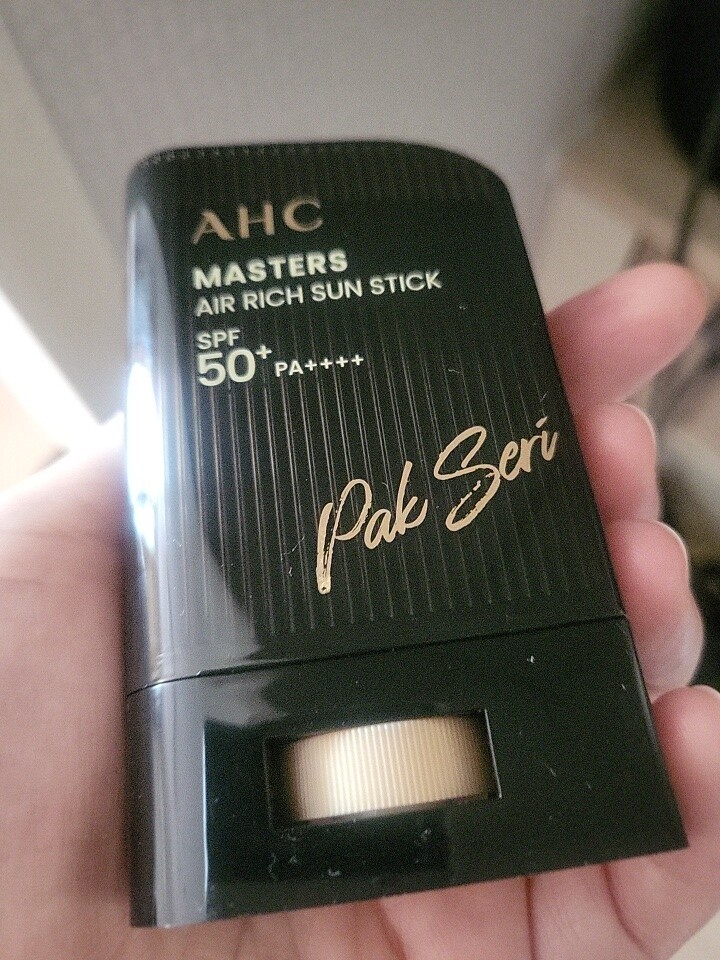 AHC
MASTERS
AIR RICH SUN STICK
SPF
50+ PA++++
Pak Seri